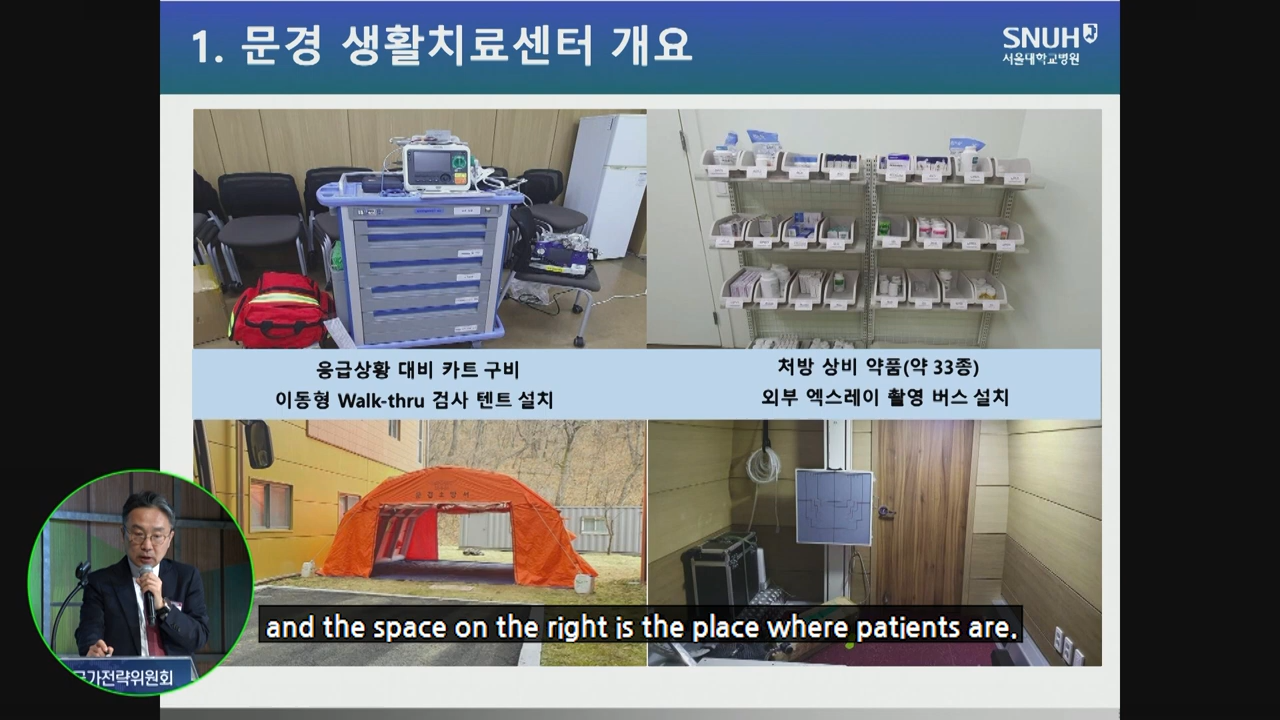 1. 문경 생활치료센터 개요
SNUH
서울대학교병원
응급상황 대비 카트 구비
이동형 Walk-thru 검사 텐트 설치
처방 상비 약품(약 33종)
외부 엑스레이 촬영 버스 설치
and the space on the right is the place where patients are.
국가전략위원회